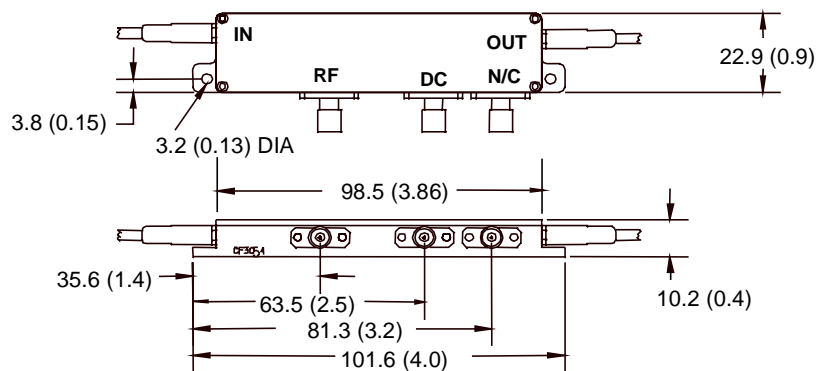 IN
OUT
22.9 (0.9)
RF
DC
N/C
3.8 (0.15)
3.2 (0.13) DIA
98.5 (3.86)
35.6 (1.4)
10.2 (0.4)
63.5 (2.5)
81.3 (3.2)
101.6 (4.0)